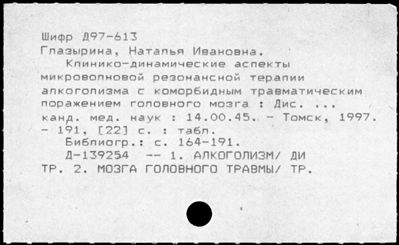 Шифр Д97-613
Глазырина, Наталья Ивановна.
Клинико-динамические аспекты
микроволновой резонансной терапии
алкоголизма с коморбидным травматическим
поражением головного мозга : Дис. ...
канд. мед. наук : 14.00.45. - Томск, 1997.
- 191, [22] с. : табл.
Библиогр.: с. 164-191.
Д-139254 -- 1. АЛКОГОЛИЗМ/ ДИ
ТР. 2. МОЗГА ГОЛОВНОГО ТРАВМЫ/ ТР.